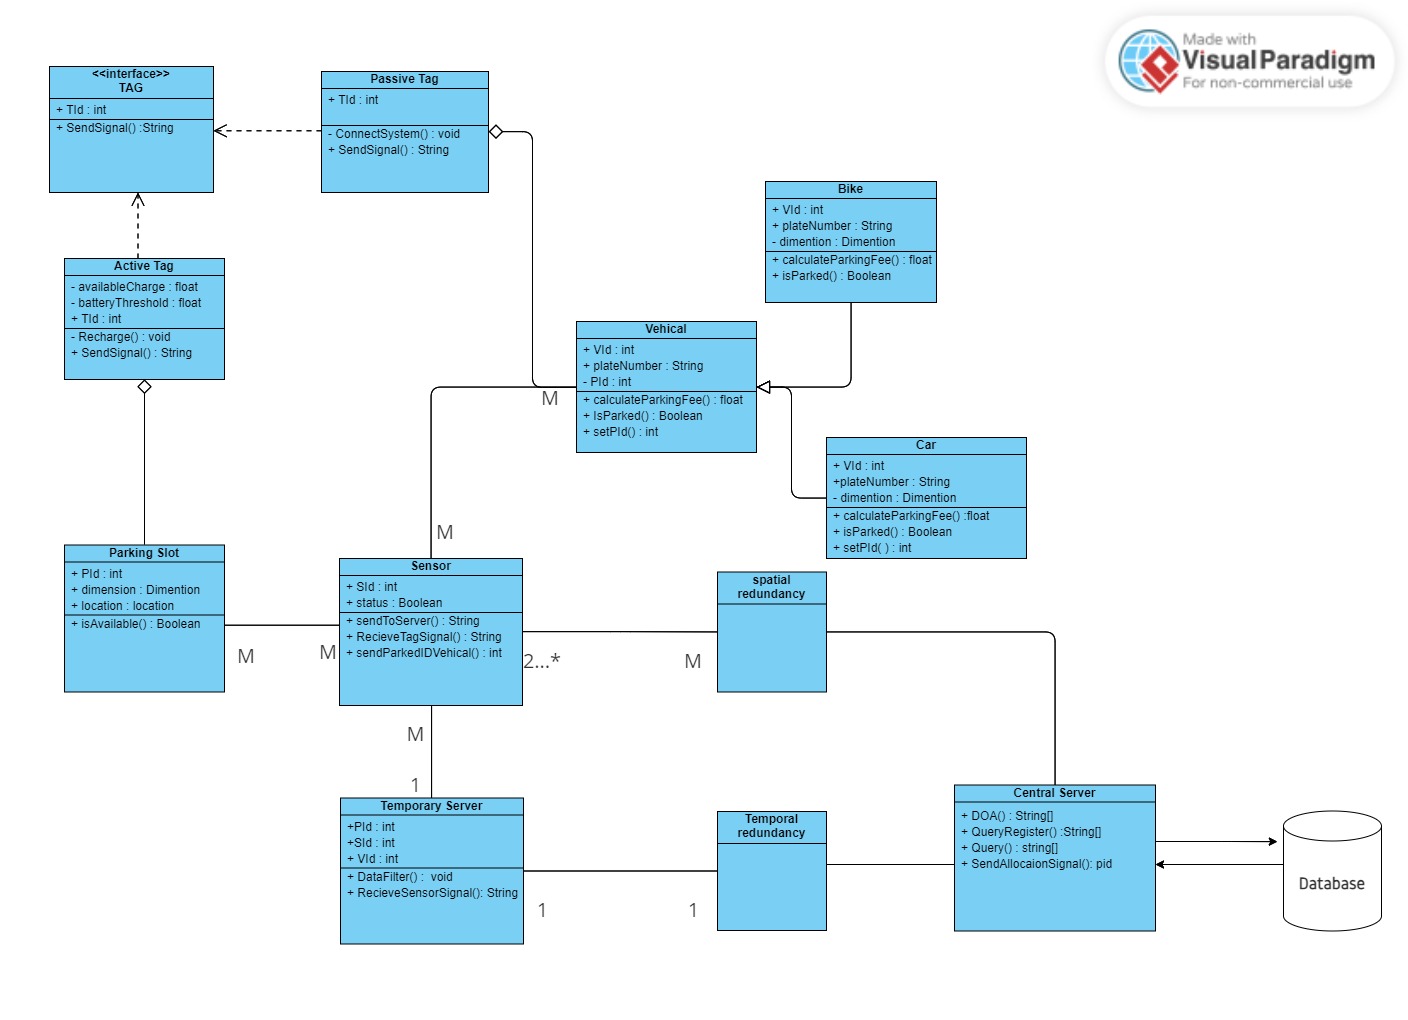 Made with
Visual Paradigm
For non-commercial use
<<interface>>
TAG
+ TId : int
+ SendSignal() :String
Passive Tag
+ TId : int
- ConnectSystem() : void
+ SendSignal() : String
Bike
+ VId : int
+ plateNumber : String
- dimention : Dimention
+ calculateParkingFee() : float
+ isParked() : Boolean
Active Tag
- availableCharge : float
- batteryThreshold : float
+ TId : int
- Recharge() : void
+ SendSignal() : String
Vehical
+ VId : int
+ plateNumber : String
- PId : int
+ calculateParkingFee() : float
+ IsParked() : Boolean
+ setPId() : int
M
Car
+ VId : int
+plateNumber : String
- dimention : Dimention
+ calculateParkingFee() :float
+ isParked() : Boolean
+ setPId( ) : int
M
Parking Slot
+ PId : int
+ dimension : Dimention
+ location : location
+ isAvailable() : Boolean
M
M
Sensor
+ SId : int
+ status : Boolean
+ sendToServer() : String
+ RecieveTagSignal() : String
+ sendParkedIDVehical() : int
2...*
M
spatial
redundancy
M
1
Temporary Server
+PId : int
+SId : int
+ VId : int
+ DataFilter() : void
+ RecieveSensorSignal(): String
1
1
Temporal
redundancy
Central Server
+ DOA() : String[]
+ QueryRegister() :String[]
+ Query() : string[]
+ SendAllocaionSignal(): pid
Database